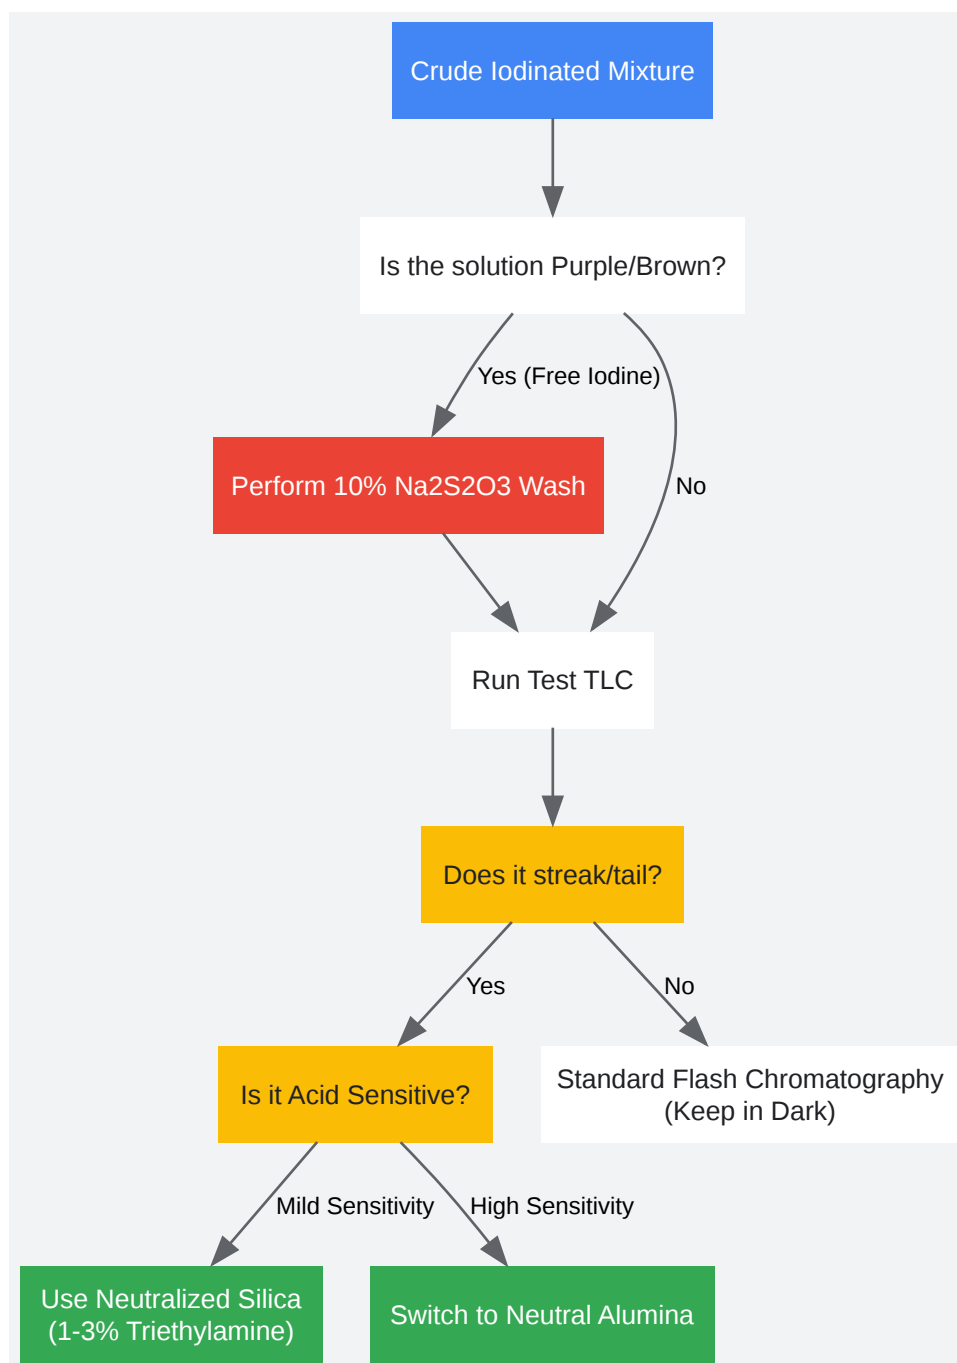 Crude Iodinated Mixture
Is the solution Purple/Brown?
Yes (Free Iodine)
Perform 10% Na2S2O3 Wash
No
Run Test TLC
Does it streak/tail?
Yes
No
Is it Acid Sensitive?
Standard Flash Chromatography
(Keep in Dark)
Mild Sensitivity
High Sensitivity
Use Neutralized Silica
(1-3% Triethylamine)
Switch to Neutral Alumina